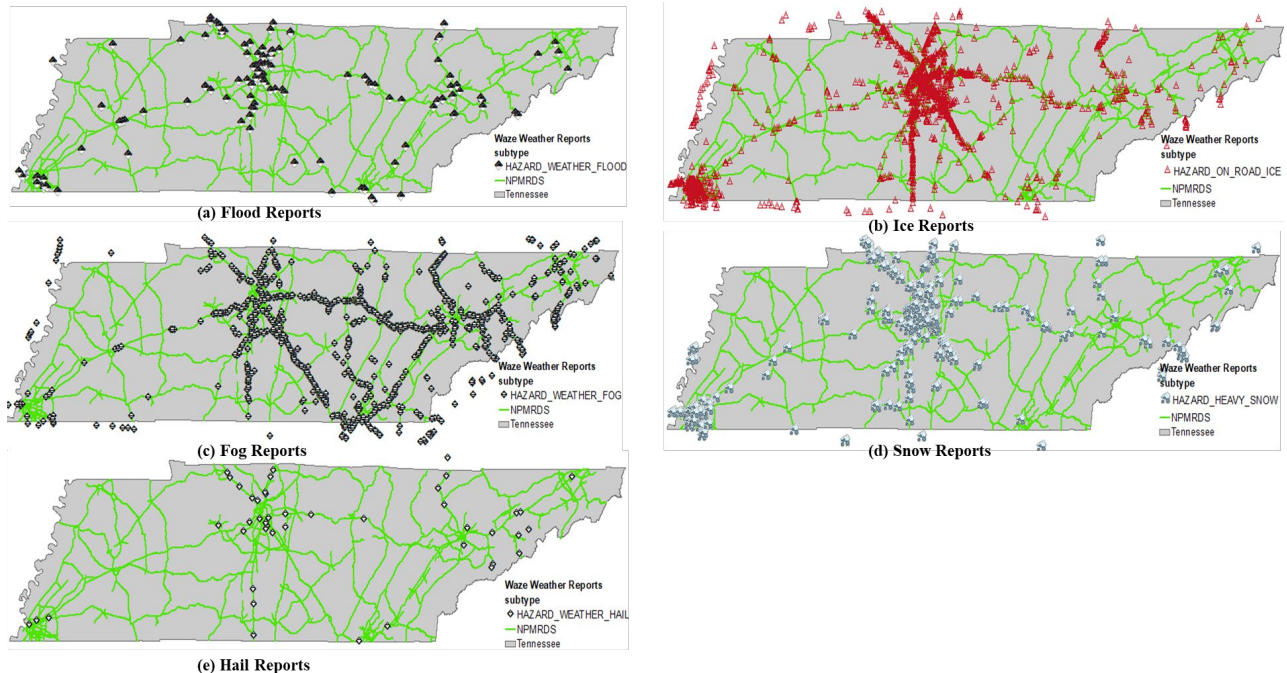 Waze Weather Reports
subtype
HAZARD_WEATHER_FLOOD
NPMRDS
Tennessee
(a) Flood Reports
Waze Weather Reports
subtype
HAZARD_ON_ROAD_ICE
NPMRDS
Tennessee
(b) Ice Reports
Waze Weather Reports
subtype
HAZARD_WEATHER_FOG
NPMRDS
Tennessee
(c) Fog Reports
Waze Weather Reports
subtype
HAZARD_HEAVY_SNOW
NPMRDS
Tennessee
(d) Snow Reports
Waze Weather Reports
subtype
HAZARD_WEATHER_HAIL
NPMRDS
Tennessee
(e) Hail Reports